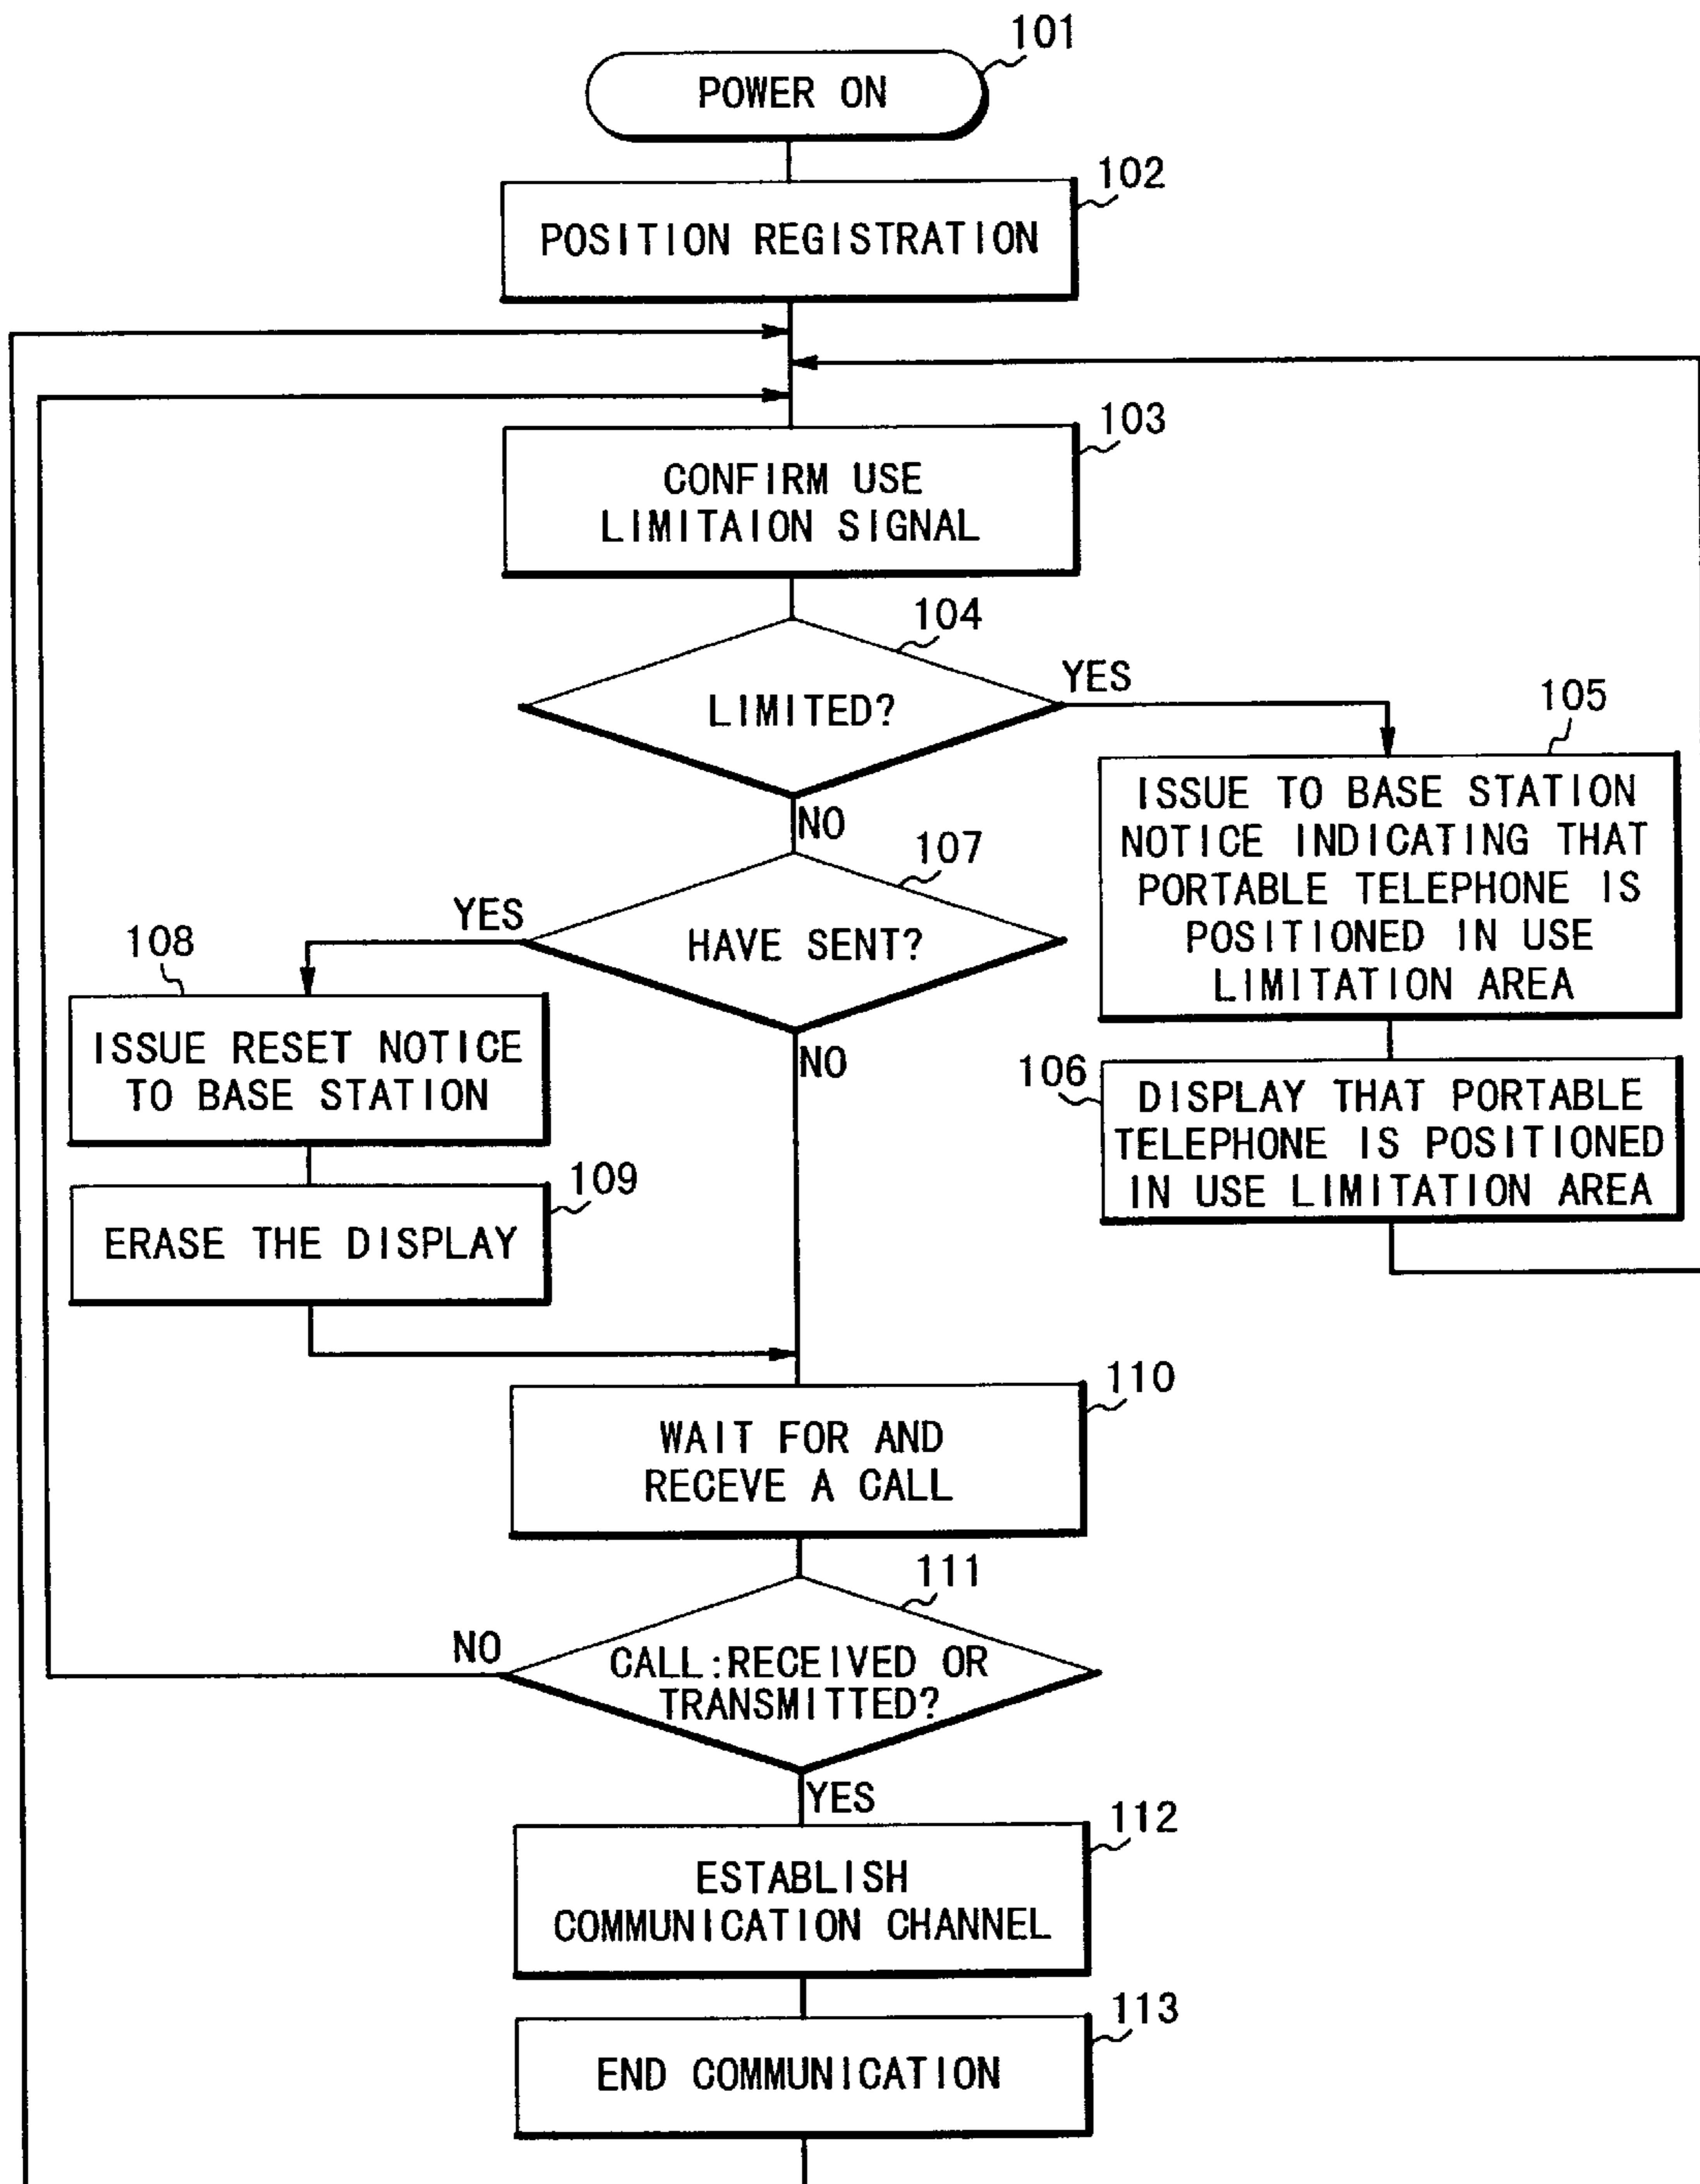 101
POWER ON
102
POSITION REGISTRATION
103
CONFIRM USE
LIMITAION SIGNAL
104
LIMITED?
YES
NO
105
ISSUE TO BASE STATION
NOTICE INDICATING THAT
PORTABLE TELEPHONE IS
POSITIONED IN USE
LIMITATION AREA
106
DISPLAY THAT PORTABLE
TELEPHONE IS POSITIONED
IN USE LIMITATION AREA
107
HAVE SENT?
YES
NO
108
ISSUE RESET NOTICE
TO BASE STATION
109
ERASE THE DISPLAY
110
WAIT FOR AND
RECEVE A CALL
111
CALL:RECEIVED OR
TRANSMITTED?
NO
YES
112
ESTABLISH
COMMUNICATION CHANNEL
113
END COMMUNICATION